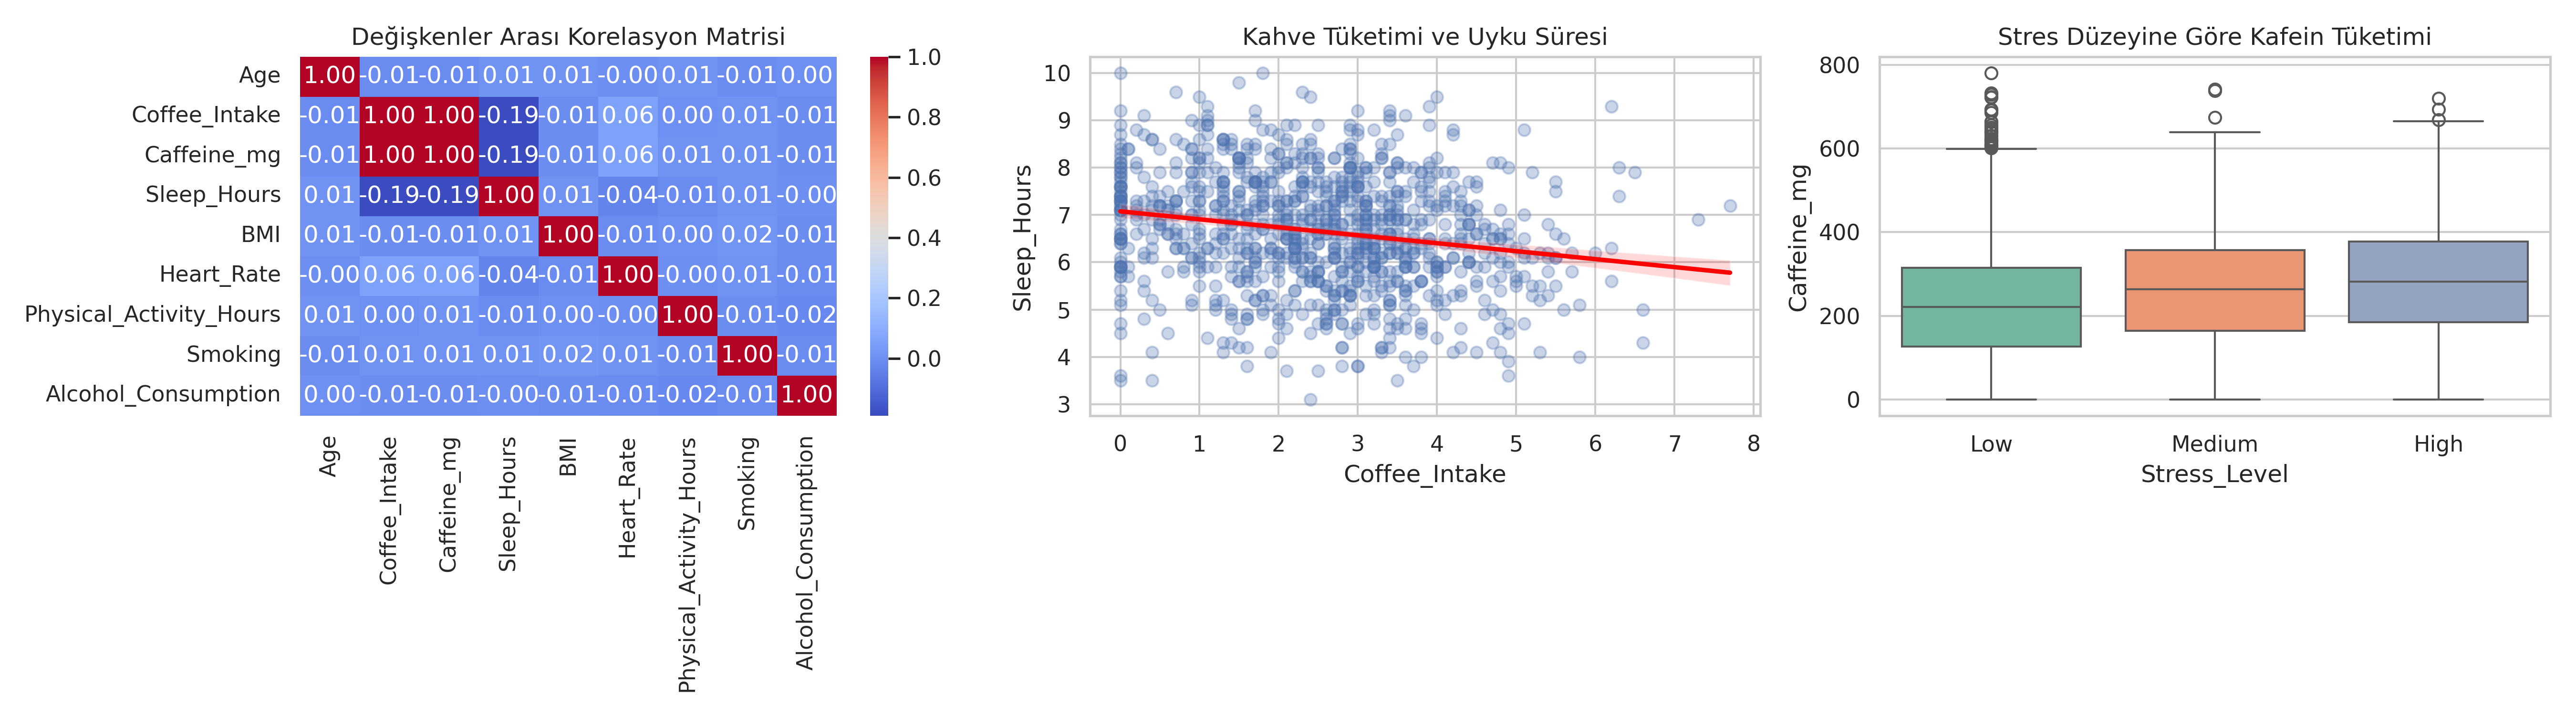 Değişkenler Arası Korelasyon Matrisi
Age 1.00 -0.01 -0.01 0.01 0.01 -0.00 0.01 -0.01 0.00
Coffee_Intake -0.01 1.00 1.00 -0.19 -0.01 0.06 0.00 0.01 -0.01
Caffeine_mg -0.01 1.00 1.00 -0.19 -0.01 0.06 0.01 0.01 -0.01
Sleep_Hours 0.01 -0.19 -0.19 1.00 0.01 -0.04 -0.01 0.01 -0.00
BMI 0.01 -0.01 -0.01 0.01 1.00 -0.01 0.00 0.02 -0.01
Heart_Rate -0.00 0.06 0.06 -0.04 -0.01 1.00 -0.00 0.01 -0.01
Physical_Activity_Hours 0.01 0.00 0.01 -0.01 0.00 -0.00 1.00 -0.01 -0.02
Smoking -0.01 0.01 0.01 0.01 0.02 0.01 -0.01 1.00 -0.01
Alcohol_Consumption 0.00 -0.01 -0.01 -0.00 -0.01 -0.01 -0.02 -0.01 1.00
Age
Coffee_Intake
Caffeine_mg
Sleep_Hours
BMI
Heart_Rate
Physical_Activity_Hours
Smoking
Alcohol_Consumption
1.0
0.8
0.6
0.4
0.2
0.0
Kahve Tüketimi ve Uyku Süresi
Sleep_Hours
10
9
8
7
6
5
4
3
0 1 2 3 4 5 6 7 8
Coffee_Intake
Stres Düzeyine Göre Kafein Tüketimi
Caffeine_mg
800
600
400
200
0
Low Medium High
Stress_Level